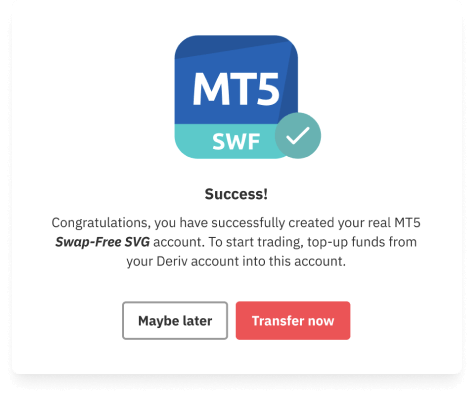 MT5
SWF
Success!
Congratulations, you have successfully created your real MT5
Swap-Free SVG account. To start trading, top-up funds from
your Deriv account into this account.
Maybe later
Transfer now